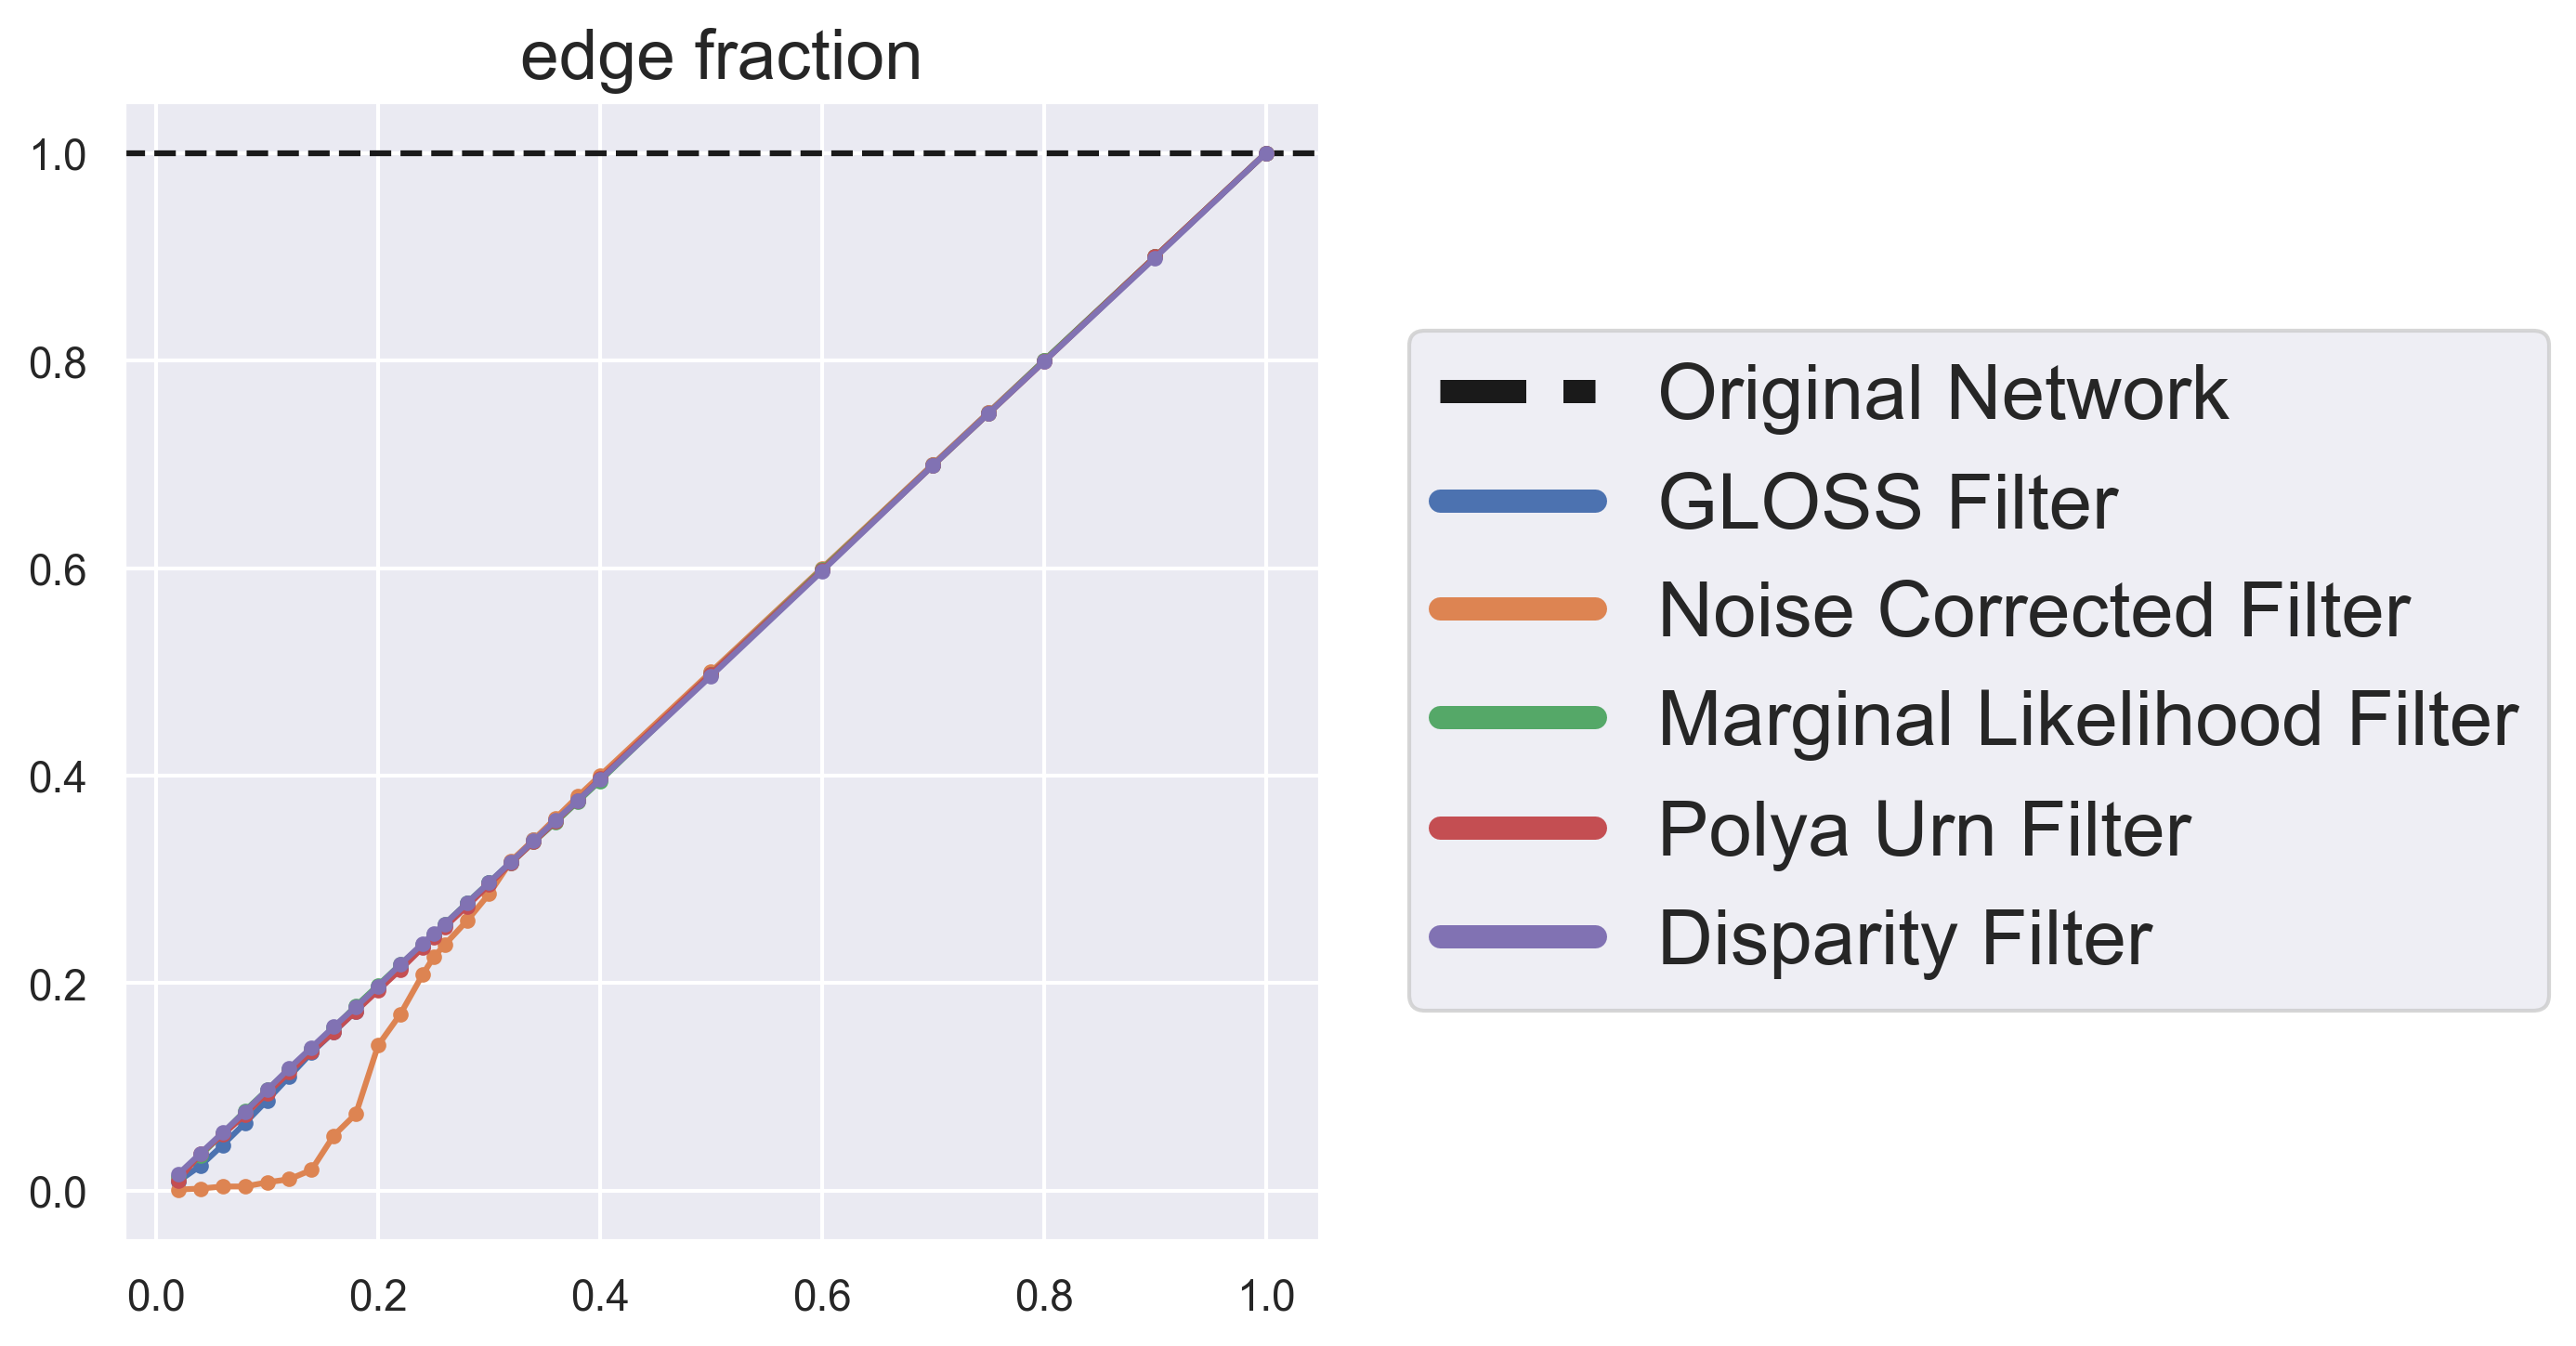 edge fraction
1.0
0.8
0.6
0.4
0.2
0.0
0.0 0.2 0.4 0.6 0.8 1.0
Original Network
GLOSS Filter
Noise Corrected Filter
Marginal Likelihood Filter
Polya Urn Filter
Disparity Filter